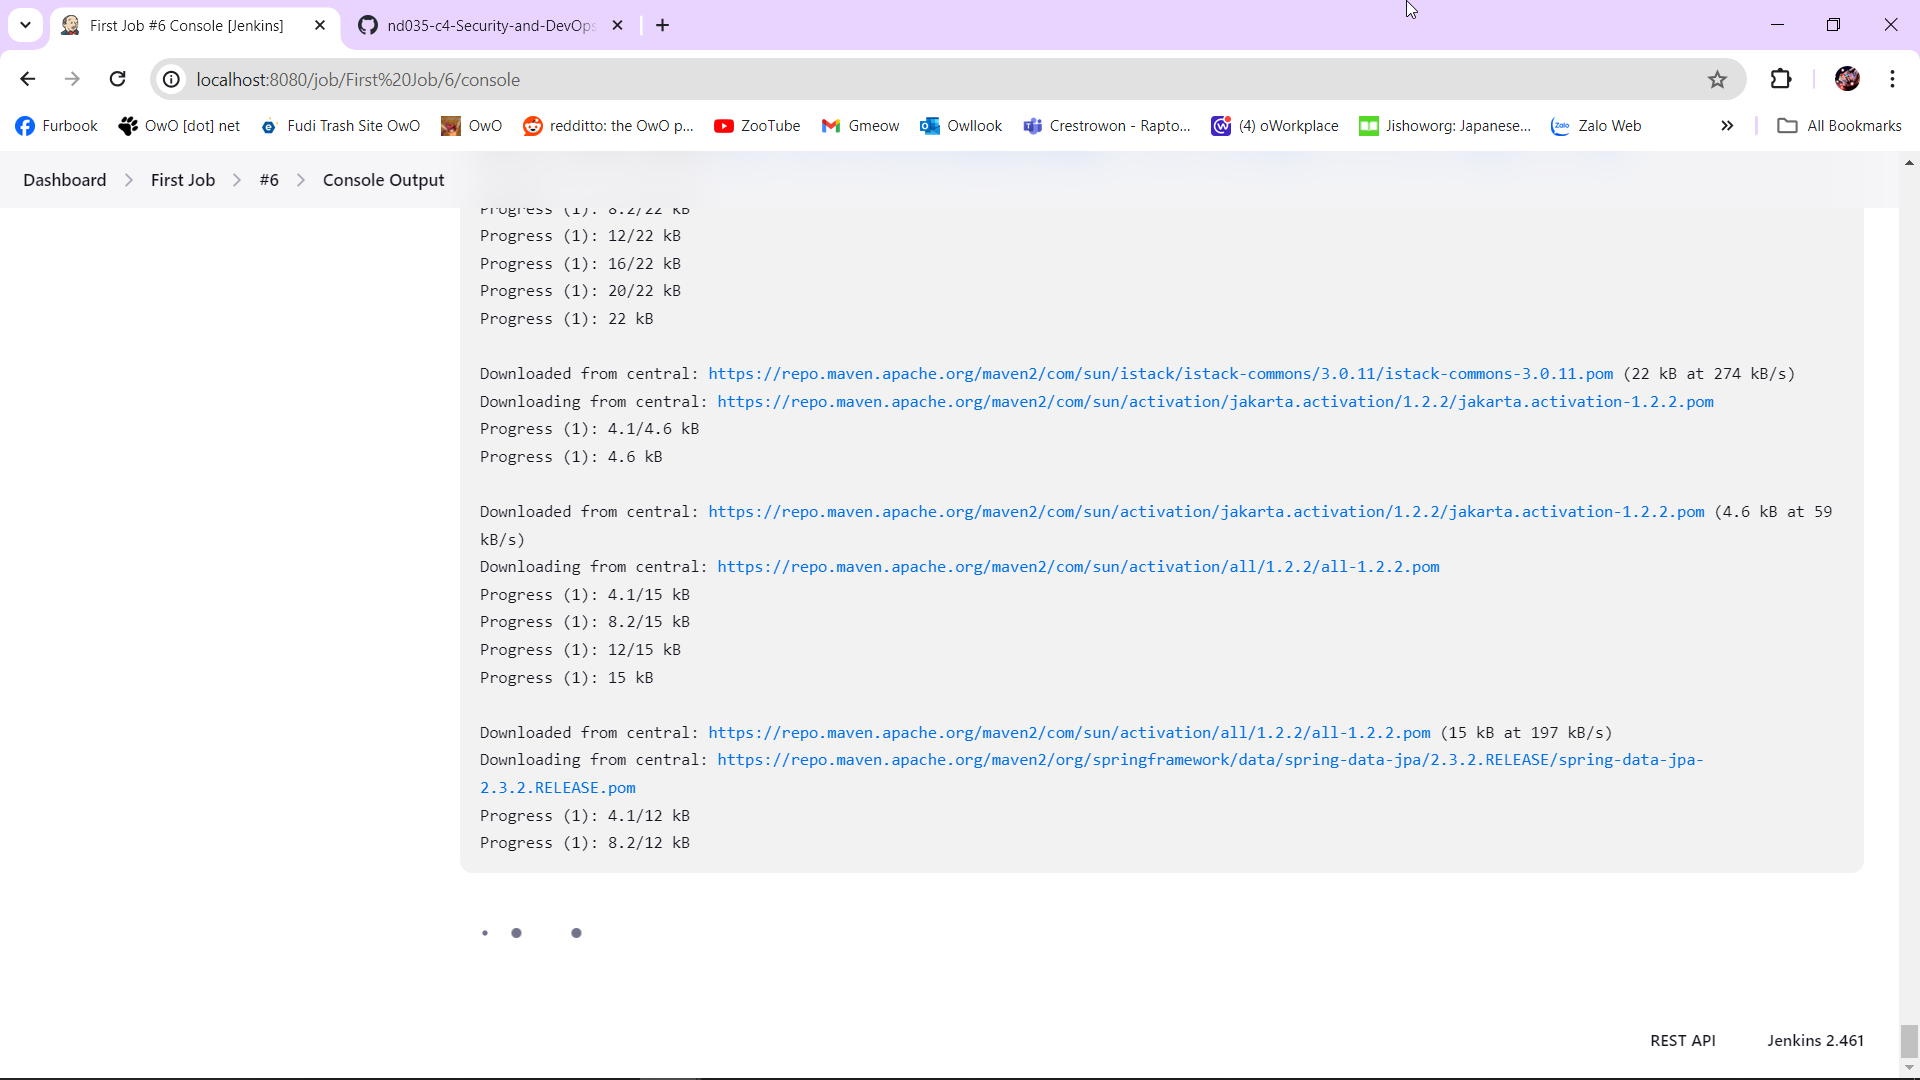 First Job #6 Console [Jenkins]
nd035-c4-Security-and-DevOps
localhost:8080/job/First%20Job/6/console
Furbook
OwO [dot] net
Fudi Trash Site OwO
OwO
redditto: the OwO p...
ZooTube
Gmeow
Owllook
Crestrowon - Rapto...
(4) oWorkplace
Jishoworg: Japanese...
Zalo
Zalo Web
All Bookmarks
Dashboard
First Job
#6
Console Output
Progress (1): 8.2/22 kB
Progress (1): 12/22 kB
Progress (1): 16/22 kB
Progress (1): 20/22 kB
Progress (1): 22 kB
Downloaded from central: https://repo.maven.apache.org/maven2/com/sun/istack/istack-commons/3.0.11/istack-commons-3.0.11.pom (22 kB at 274 kB/s)
Downloading from central: https://repo.maven.apache.org/maven2/com/sun/activation/jakarta.activation/1.2.2/jakarta.activation-1.2.2.pom
Progress (1): 4.1/4.6 kB
Progress (1): 4.6 kB
Downloaded from central: https://repo.maven.apache.org/maven2/com/sun/activation/jakarta.activation/1.2.2/jakarta.activation-1.2.2.pom (4.6 kB at 59
kB/s)
Downloading from central: https://repo.maven.apache.org/maven2/com/sun/activation/all/1.2.2/all-1.2.2.pom
Progress (1): 4.1/15 kB
Progress (1): 8.2/15 kB
Progress (1): 12/15 kB
Progress (1): 15 kB
Downloaded from central: https://repo.maven.apache.org/maven2/com/sun/activation/all/1.2.2/all-1.2.2.pom (15 kB at 197 kB/s)
Downloading from central: https://repo.maven.apache.org/maven2/org/springframework/data/spring-data-jpa/2.3.2.RELEASE/spring-data-jpa-
2.3.2.RELEASE.pom
Progress (1): 4.1/12 kB
Progress (1): 8.2/12 kB
REST API
Jenkins 2.461